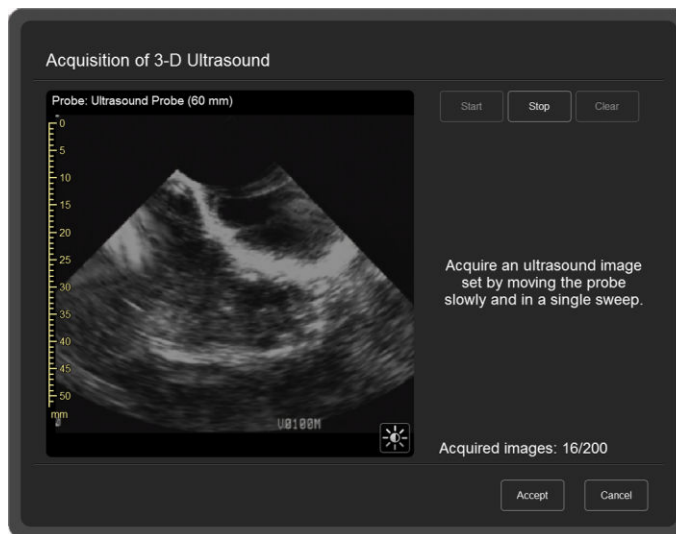 Acquisition of 3-D Ultrasound
Probe: Ultrasound Probe (60 mm)
Start
Stop
Clear
0
5
10
15
20
25
30
35
40
45
50
mm
V0100M
Acquire an ultrasound image
set by moving the probe
slowly and in a single sweep.
Acquired images: 16/200
Accept
Cancel